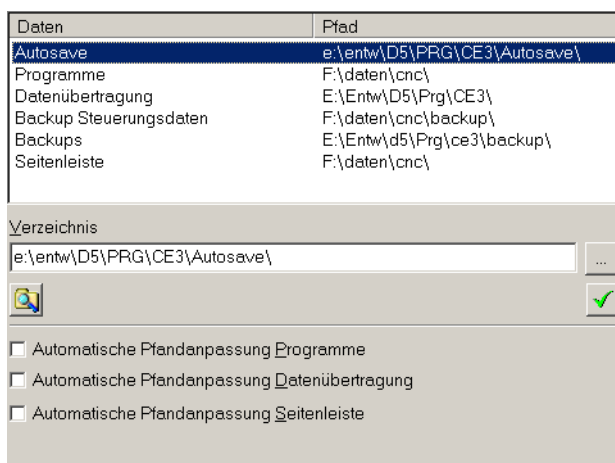 Daten Pfad
Autosave e:\entw\D5\PRG\CE3\Autosave\
Programme F:\daten\cnc\
Datenübertragung E:\Entw\D5\Prg\CE3\
Backup Steuerungsdaten F:\daten\cnc\backup\
Backups E:\Entw\d5\Prg\ce3\backup\
Seitenleiste F:\daten\cnc\
Verzeichnis
e:\entw\D5\PRG\CE3\Autosave\ ...
Automatische Pfandanpassung Programme
Automatische Pfandanpassung Datenübertragung
Automatische Pfandanpassung Seitenleiste